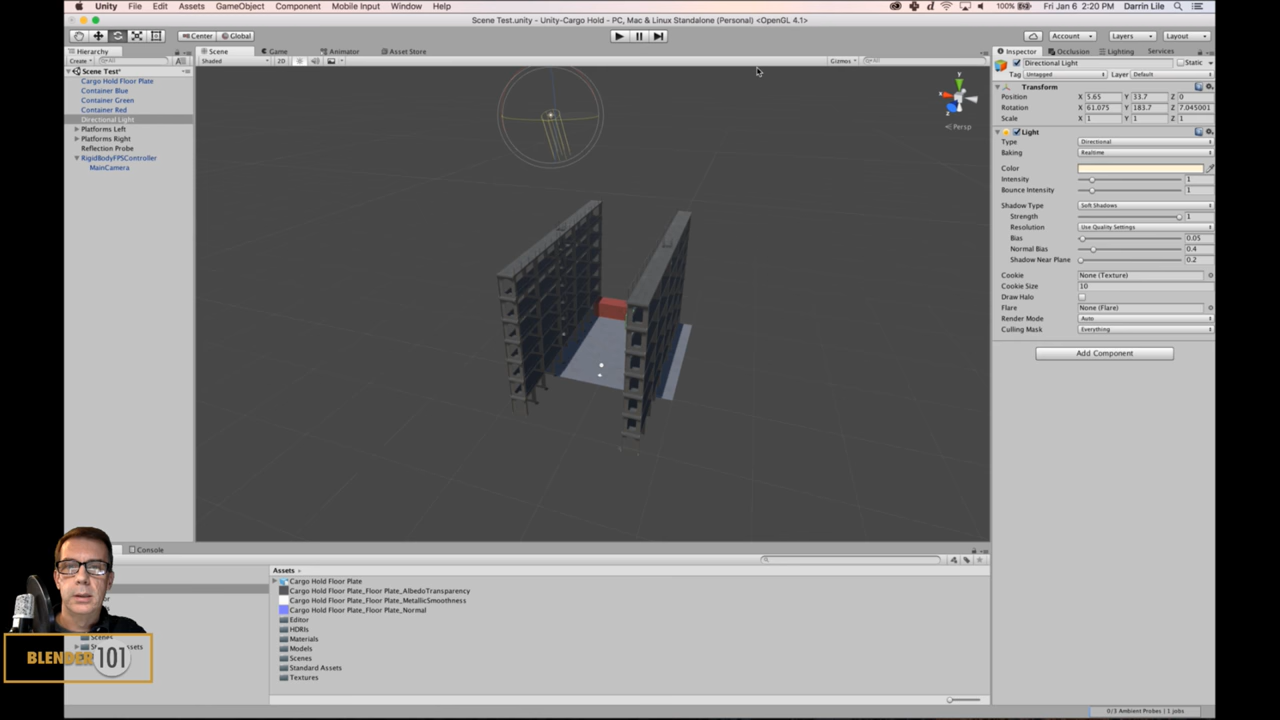 Unity File Edit Assets GameObject Component Mobile Input Window Help
100% Fri Jan 6 2:20 PM Darrin Lile
Scene Test.unity - Unity-Cargo Hold - PC, Mac & Linux Standalone (Personal) <OpenGL 4.1>
Center Global
Account Layers Layout
Hierarchy
Create All
Scene Test*
Cargo Hold Floor Plate
Container Blue
Container Green
Container Red
Directional Light
Platforms Left
Platforms Right
Reflection Probe
RigidBodyFPSController
MainCamera
Scene Game Animator Asset Store
Shaded 2D Gizmos All
y
x
z
Persp
Inspector Occlusion Lighting Services
Directional Light Static
Tag Untagged Layer Default
Transform
Position X 5.65 Y 33.7 Z 0
Rotation X 61.075 Y 183.7 Z 7.045001
Scale X 1 Y 1 Z 1
Light
Type Directional
Baking Realtime
Color
Intensity 1
Bounce Intensity 1
Shadow Type Soft Shadows
Strength 1
Resolution Use Quality Settings
Bias 0.05
Normal Bias 0.4
Shadow Near Plane 0.2
Cookie None (Texture)
Cookie Size 10
Draw Halo
Flare None (Flare)
Render Mode Auto
Culling Mask Everything
Add Component
Console
Assets
Cargo Hold Floor Plate
Cargo Hold Floor Plate_Floor Plate_AlbedoTransparency
Cargo Hold Floor Plate_Floor Plate_MetallicSmoothness
Cargo Hold Floor Plate_Floor Plate_Normal
Editor
HDRIs
Materials
Models
Scenes
Standard Assets
Textures
Scenes
BLENDER 101
0/3 Ambient Probes | 1 jobs